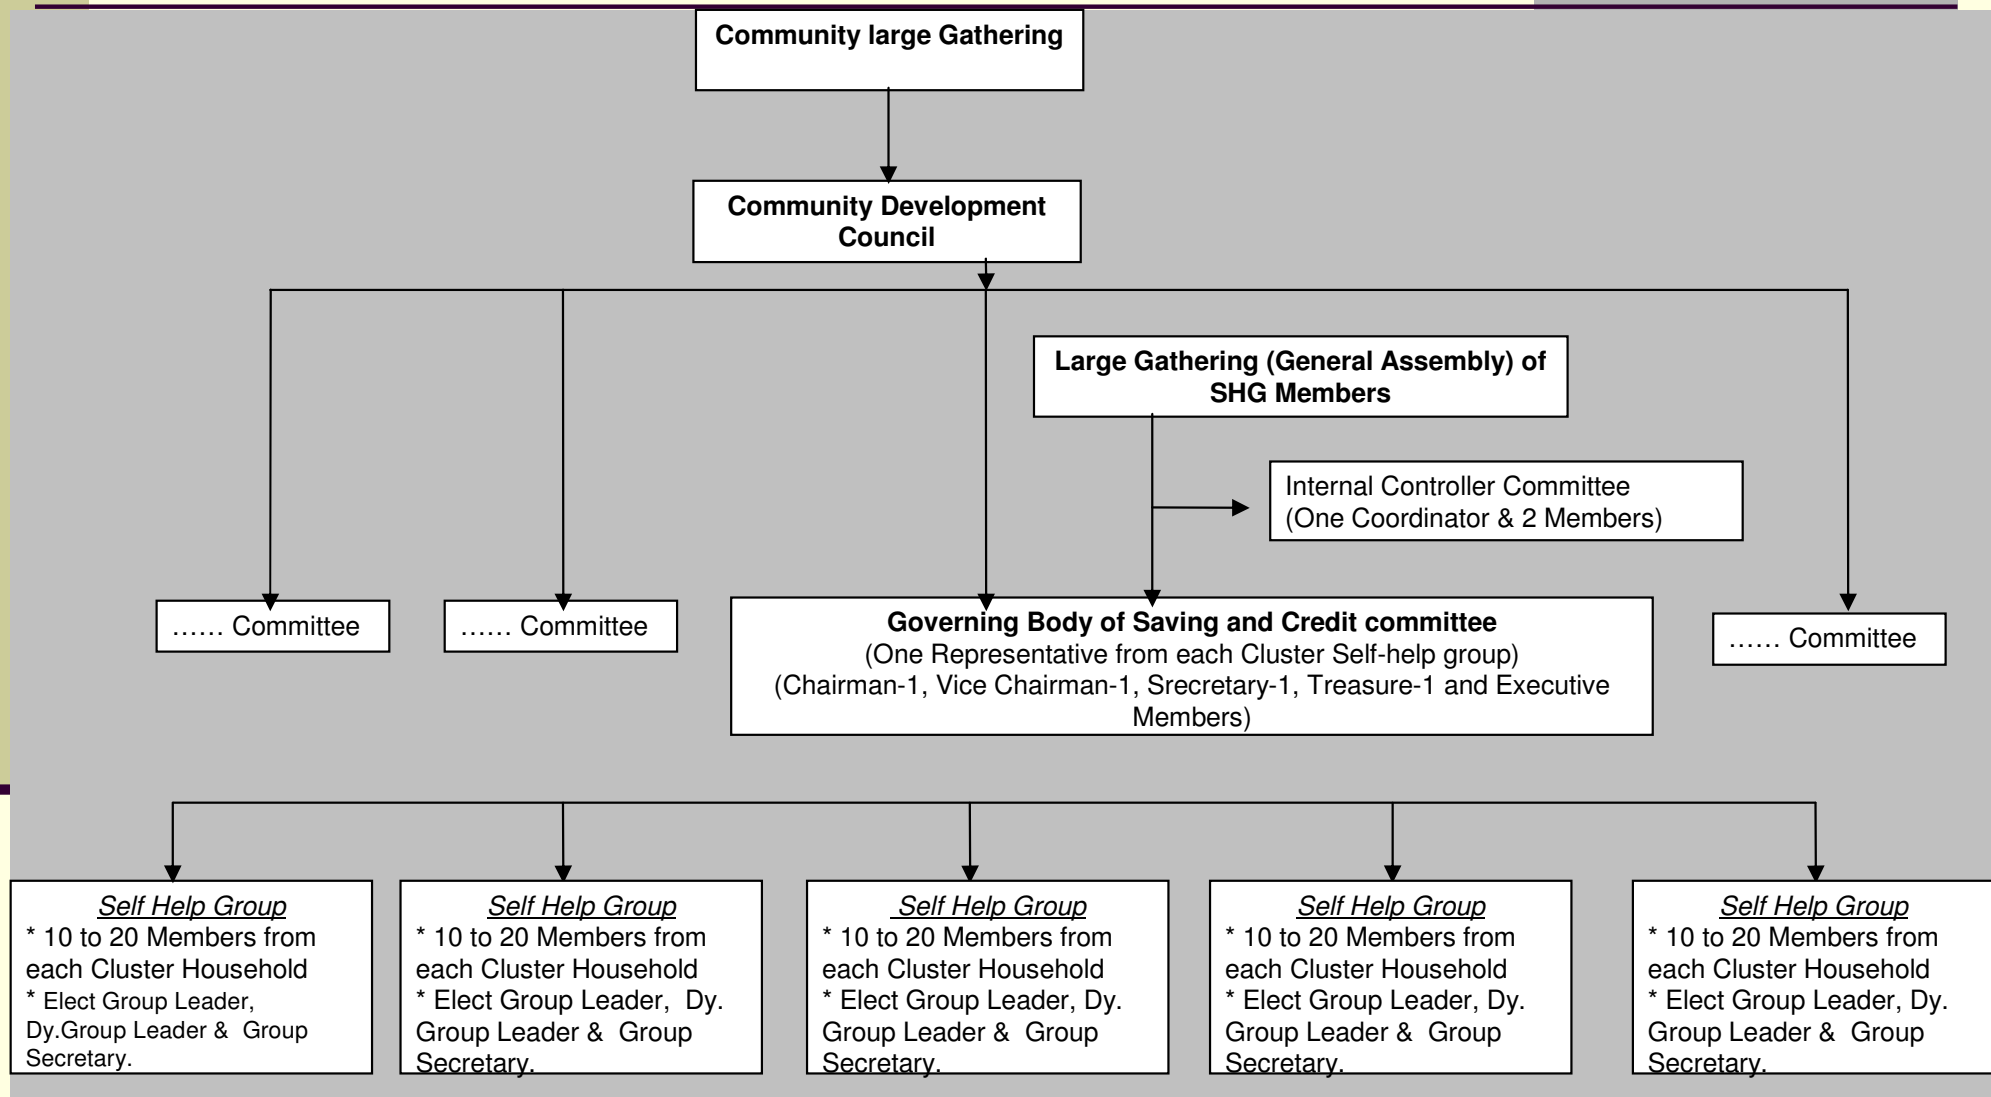 Community large Gathering
Community Development
Council
Large Gathering (General Assembly) of
SHG Members
Internal Controller Committee
(One Coordinator & 2 Members)
…… Committee
…… Committee
Governing Body of Saving and Credit committee
(One Representative from each Cluster Self-help group)
(Chairman-1, Vice Chairman-1, Srecretary-1, Treasure-1 and Executive
Members)
…… Committee
Self Help Group
* 10 to 20 Members from
each Cluster Household
* Elect Group Leader,
Dy.Group Leader & Group
Secretary.
Self Help Group
* 10 to 20 Members from
each Cluster Household
* Elect Group Leader, Dy.
Group Leader & Group
Secretary.
Self Help Group
* 10 to 20 Members from
each Cluster Household
* Elect Group Leader, Dy.
Group Leader & Group
Secretary.
Self Help Group
* 10 to 20 Members from
each Cluster Household
* Elect Group Leader, Dy.
Group Leader & Group
Secretary.
Self Help Group
* 10 to 20 Members from
each Cluster Household
* Elect Group Leader, Dy.
Group Leader & Group
Secretary.